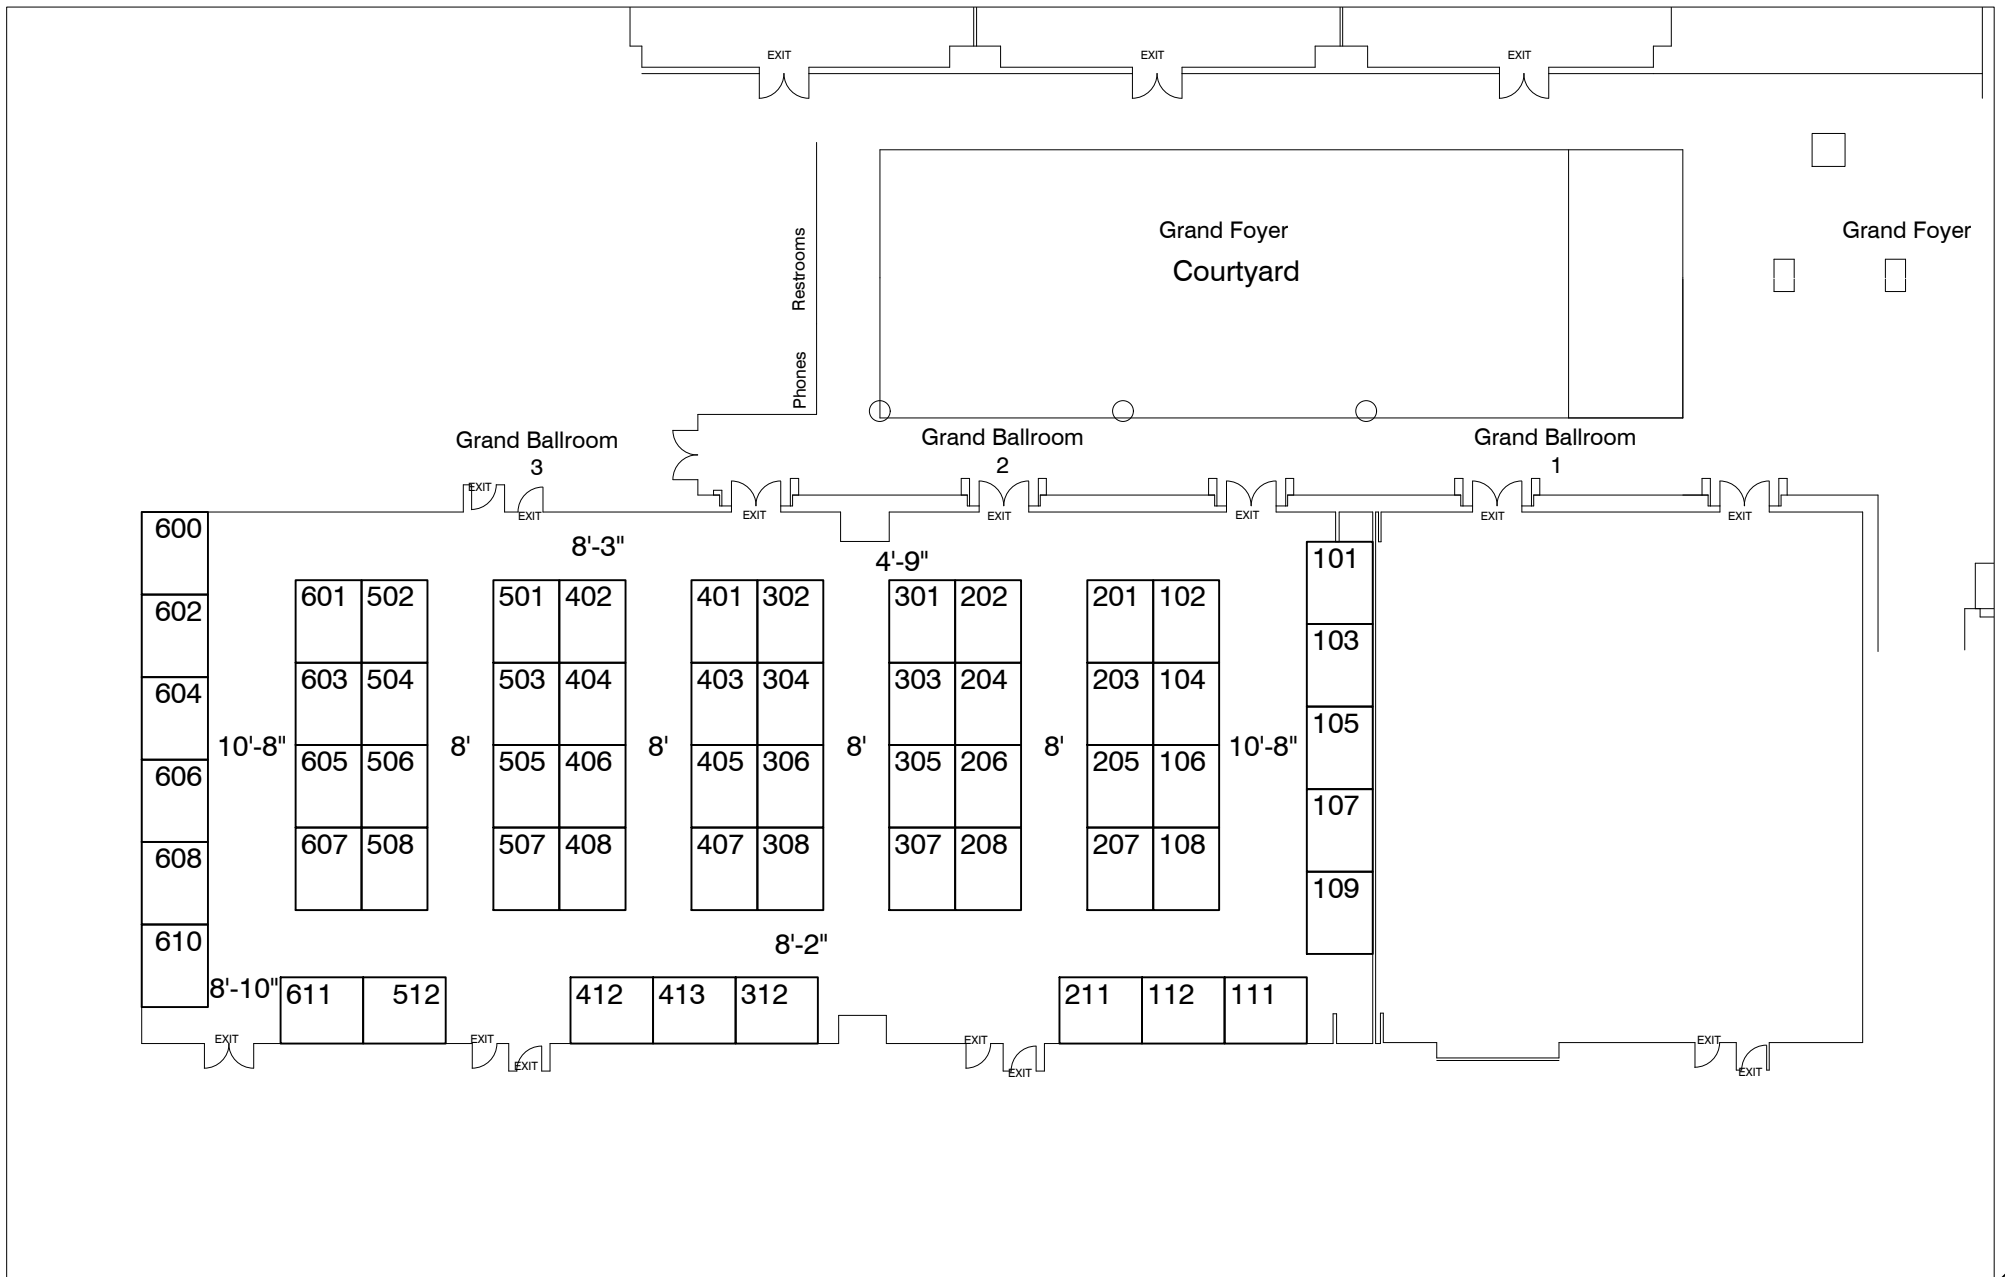 EXIT EXIT EXIT
Grand Foyer Grand Foyer
Courtyard
Restrooms
Phones
Grand Ballroom
3
Grand Ballroom
2
Grand Ballroom
1
EXIT EXIT EXIT EXIT EXIT EXIT EXIT
600
8'-3" 4'-9"
101
601 502 501 402 401 302 301 202 201 102
602
103
603 504 503 404 403 304 303 204 203 104
604
105
10'-8" 8' 8' 8' 8' 10'-8"
605 506 505 406 405 306 305 206 205 106
606
107
607 508 507 408 407 308 307 208 207 108
608
109
610
8'-2"
8'-10"
611 512 412 413 312 211 112 111
EXIT EXIT EXIT EXIT EXIT EXIT EXIT